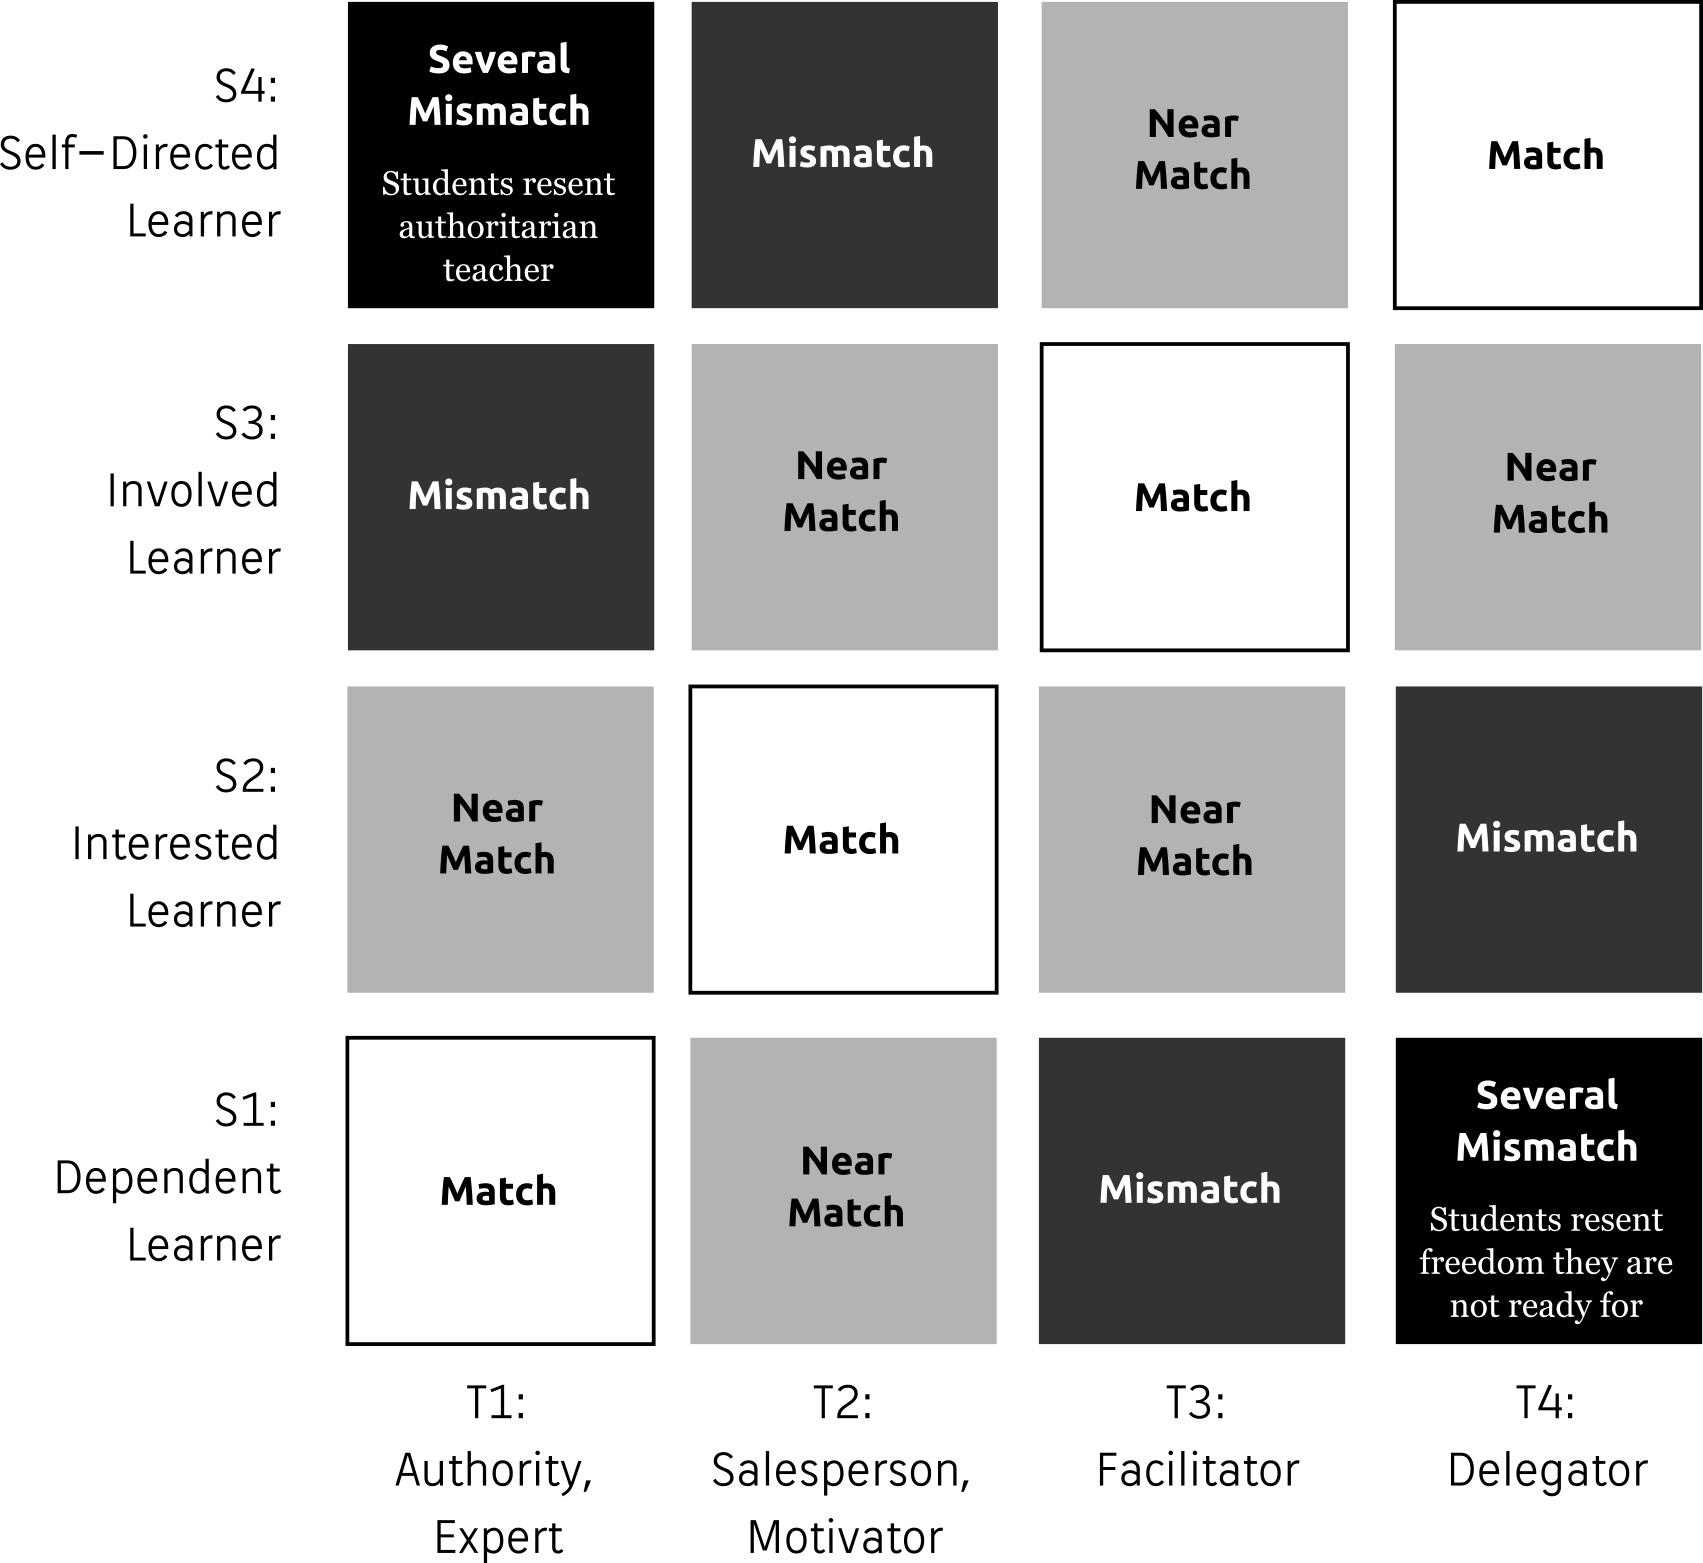 S4:
Self–Directed
Learner
Several
Mismatch
Students resent
authoritarian
teacher
Mismatch
Near
Match
Match
S3:
Involved
Learner
Mismatch
Near
Match
Match
Near
Match
S2:
Interested
Learner
Near
Match
Match
Near
Match
Mismatch
S1:
Dependent
Learner
Match
Near
Match
Mismatch
Several
Mismatch
Students resent
freedom they are
not ready for
T1:
Authority,
Expert
T2:
Salesperson,
Motivator
T3:
Facilitator
T4:
Delegator